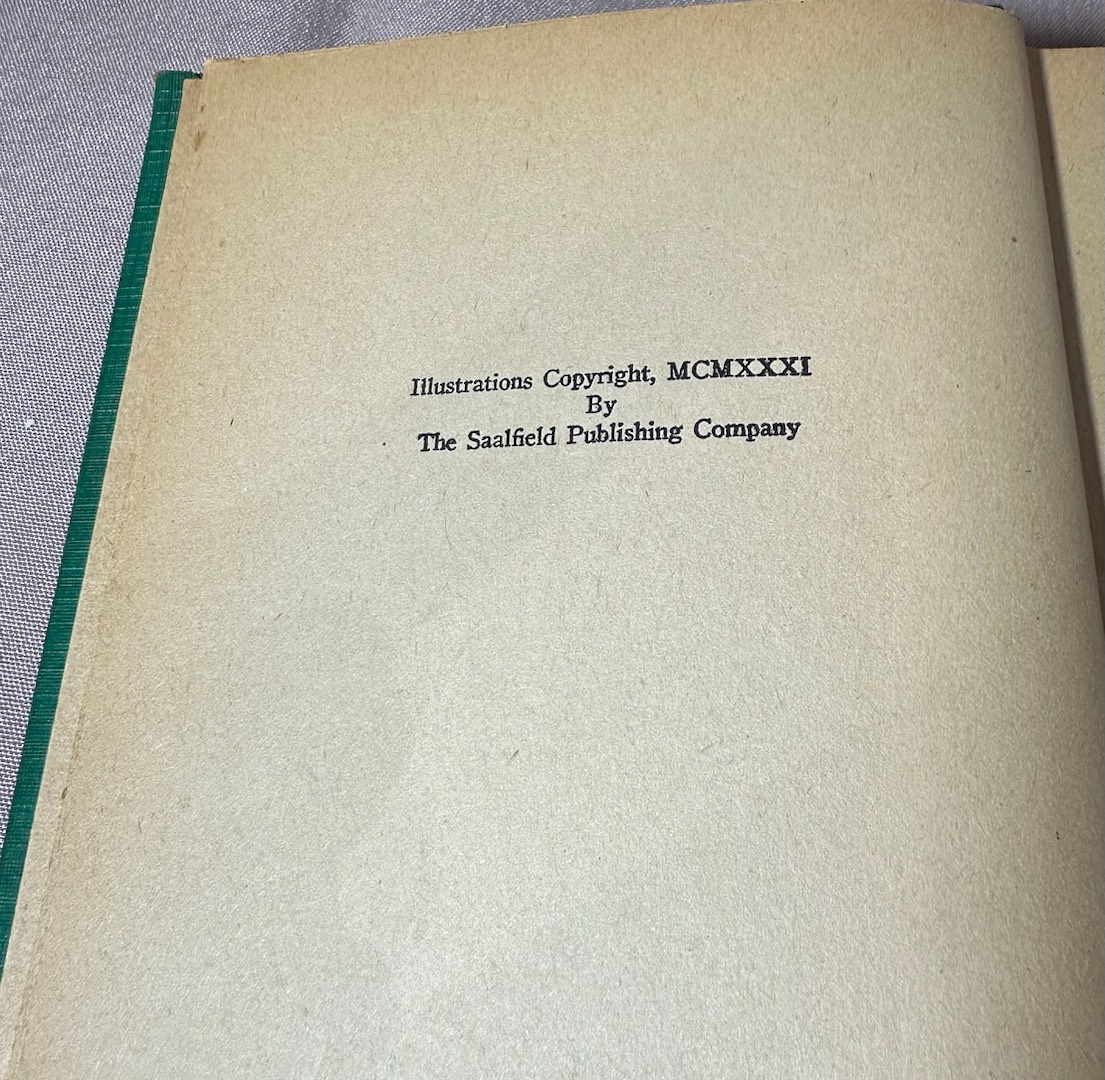 Illustrations Copyright, MCMXXXI
By
The Saalfield Publishing Company